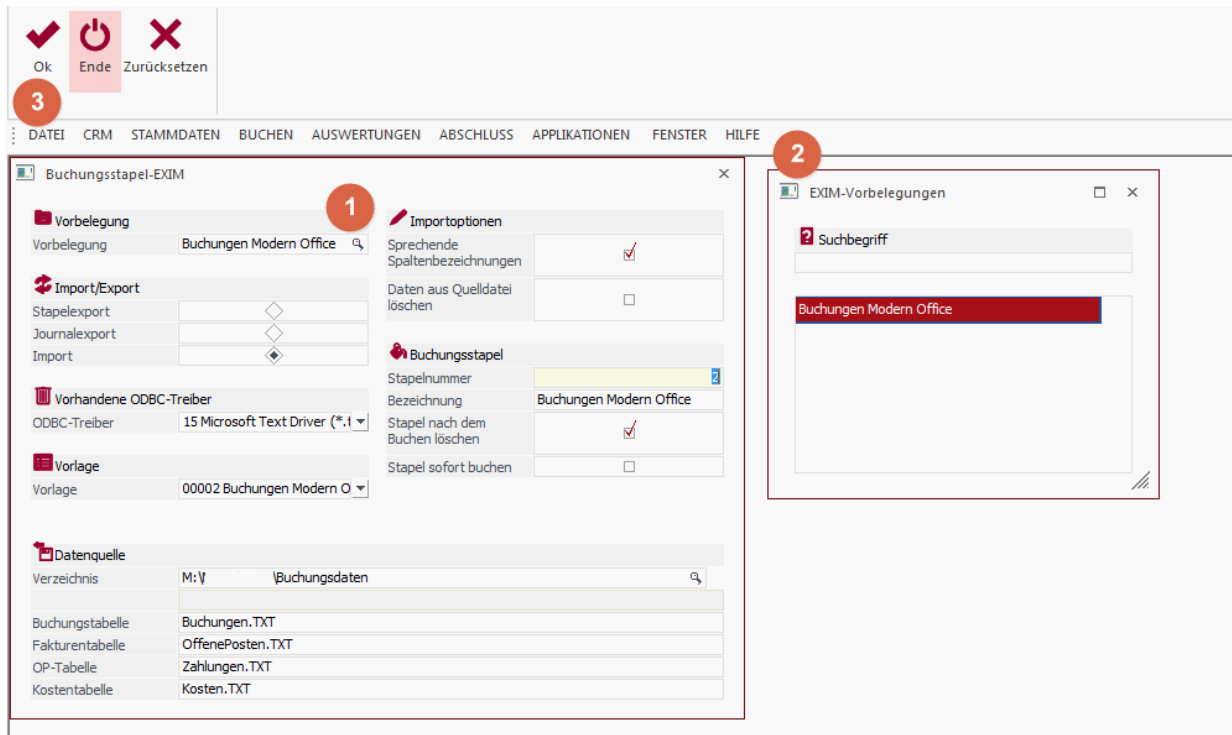 Ok Ende Zurücksetzen
3
DATEI CRM STAMMDATEN BUCHEN AUSWERTUNGEN ABSCHLUSS APPLIKATIONEN FENSTER HILFE
Buchungsstapel-EXIM
1
Vorbelegung
Vorbelegung Buchungen Modern Office
Import/Export
Stapelexport
Journalexport
Import
Vorhandene ODBC-Treiber
ODBC-Treiber 15 Microsoft Text Driver (*.t
Vorlage
Vorlage 00002 Buchungen Modern O
Importoptionen
Sprechende
Spaltenbezeichnungen
Daten aus Quelldatei
löschen
Buchungsstapel
Stapelnummer 2
Bezeichnung Buchungen Modern Office
Stapel nach dem
Buchen löschen
Stapel sofort buchen
Datenquelle
Verzeichnis M:\ \Buchungsdaten
Buchungstabelle Buchungen.TXT
Fakturentabelle OffenePosten.TXT
OP-Tabelle Zahlungen.TXT
Kostentabelle Kosten.TXT
2
EXIM-Vorbelegungen
Suchbegriff
Buchungen Modern Office